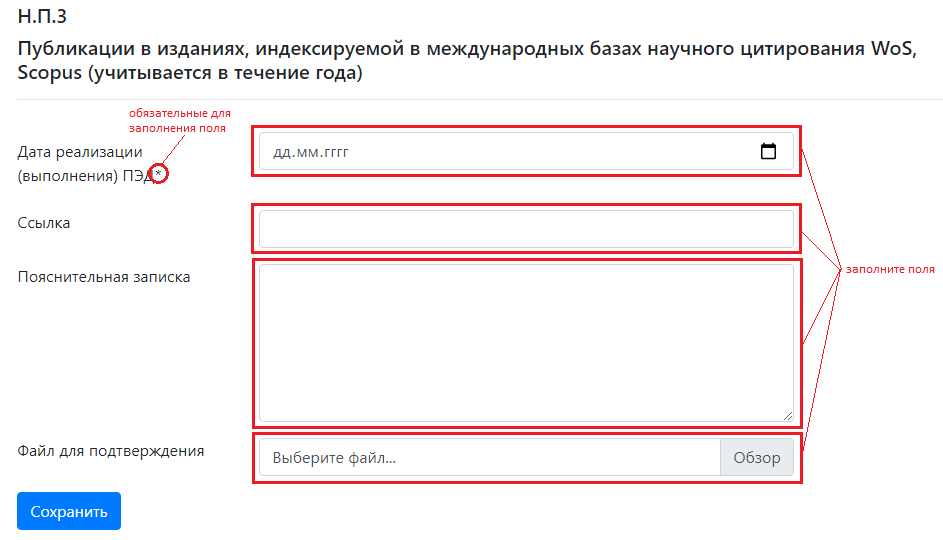 Н.П.3
Публикации в изданиях, индексируемой в международных базах научного цитирования WoS,
Scopus (учитывается в течение года)
обязательные для
заполнения поля
Дата реализации
(выполнения) ПЭД*
дд.мм.гггг
Ссылка
заполните поля
Пояснительная записка
Файл для подтверждения
Выберите файл...
Обзор
Сохранить